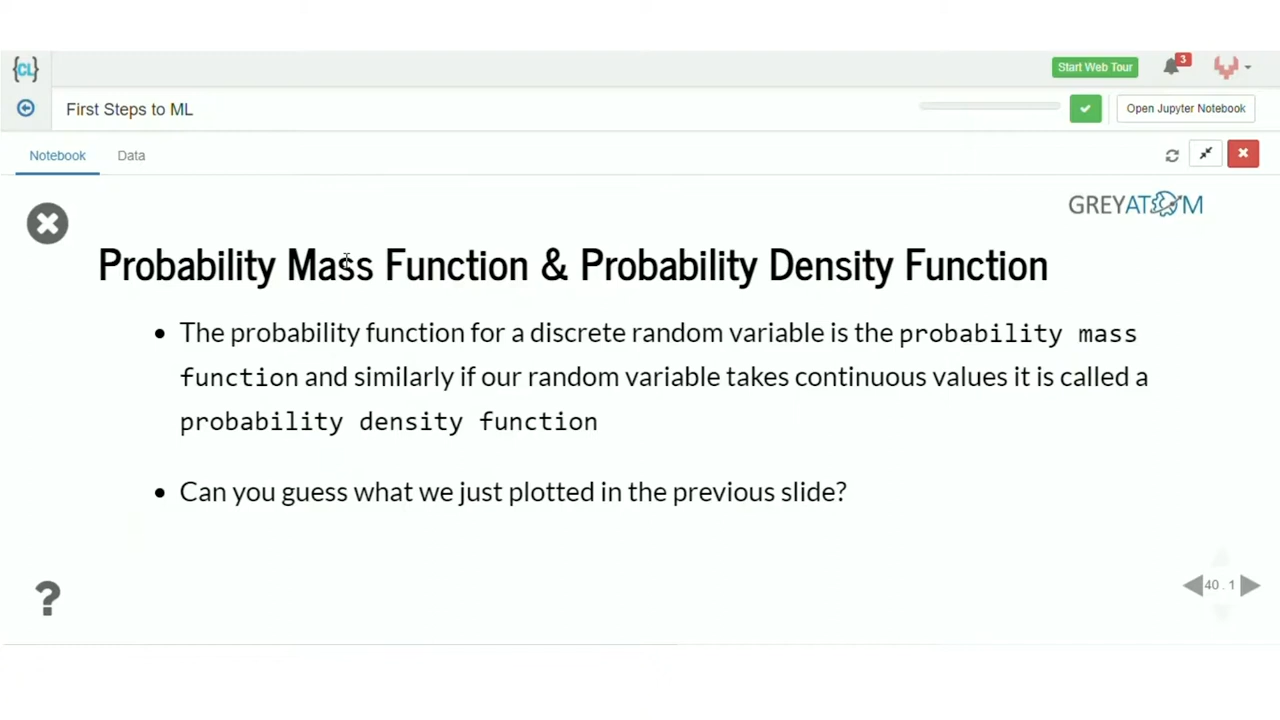 {CL}
Start Web Tour
3
First Steps to ML
Open Jupyter Notebook
Notebook
Data
GREYATOM
Probability Mass Function & Probability Density Function
• The probability function for a discrete random variable is the probability mass
function and similarly if our random variable takes continuous values it is called a
probability density function
• Can you guess what we just plotted in the previous slide?
?
40 . 1